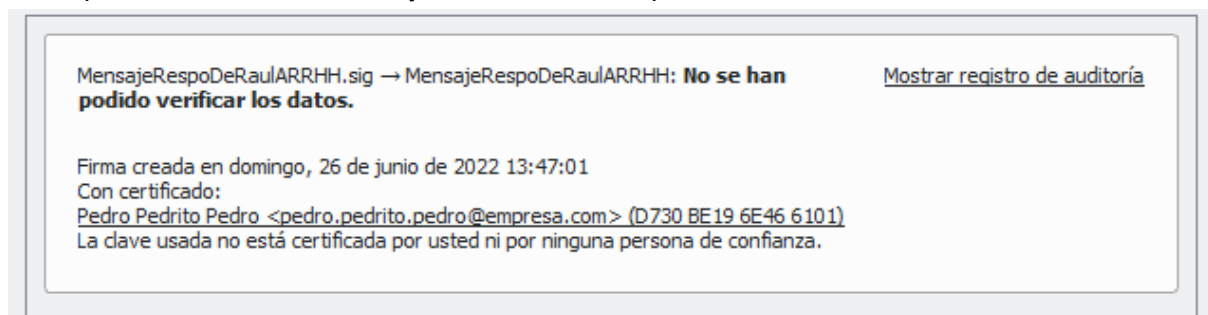 MensajeRespoDeRaulARRHH.sig → MensajeRespoDeRaulARRHH: No se han
podido verificar los datos.
Mostrar registro de auditoría
Firma creada en domingo, 26 de junio de 2022 13:47:01
Con certificado:
Pedro Pedrito Pedro <pedro.pedrito.pedro@empresa.com> (D730 BE19 6E46 6101)
La clave usada no está certificada por usted ni por ninguna persona de confianza.